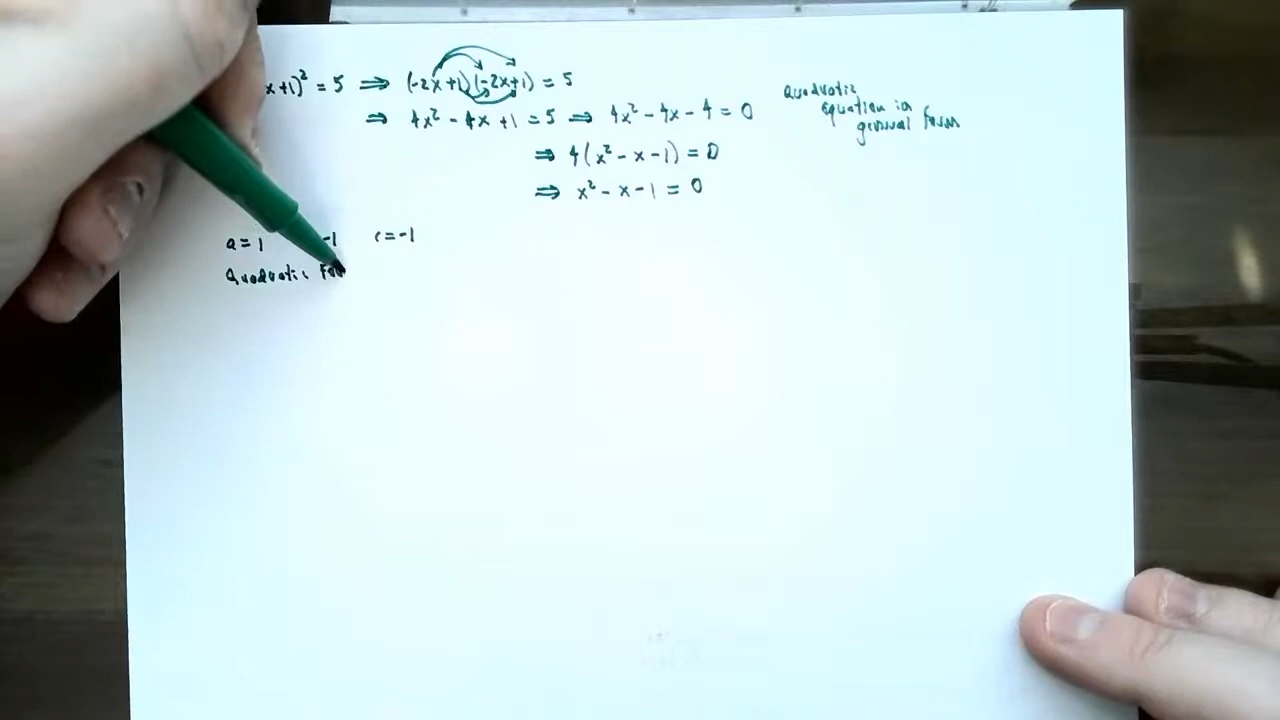 x+1)² = 5 ⇒ (-2x+1)(-2x+1) = 5
⇒ 4x² - 4x + 1 = 5 ⇒ 4x² - 4x - 4 = 0
⇒ 4(x² - x - 1) = 0
⇒ x² - x - 1 = 0
Quadratic
equation in
general form
a = 1 -1 c = -1
Quadratic